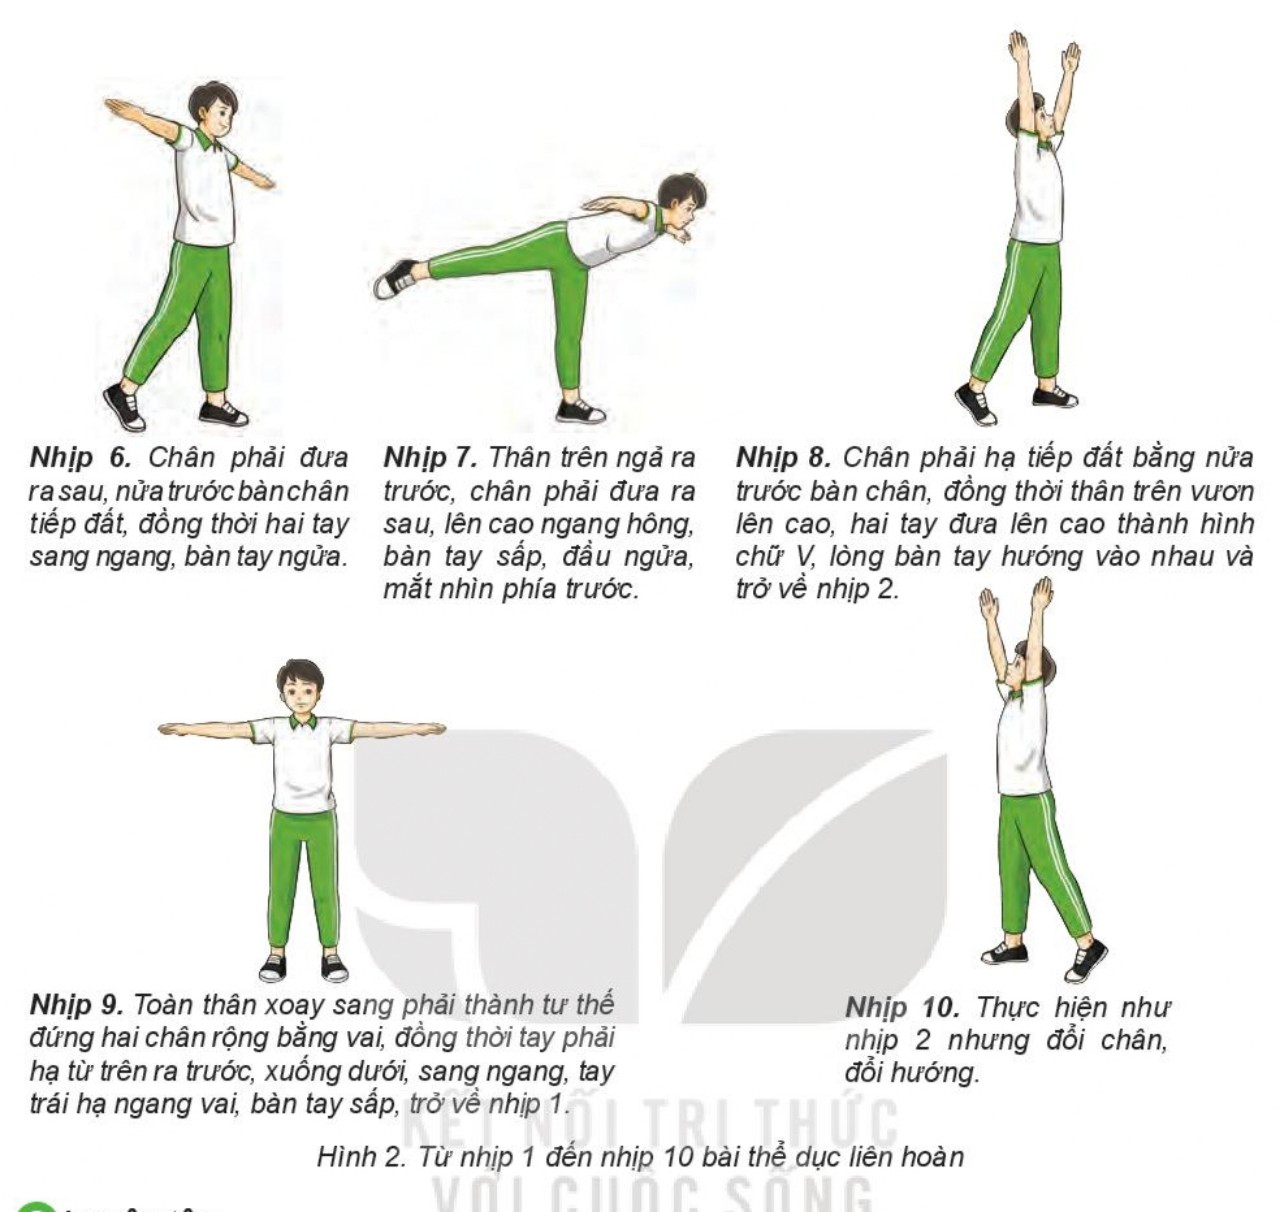 Nhịp 6. Chân phải đưa
ra sau, nửa trước bàn chân
tiếp đất, đồng thời hai tay
sang ngang, bàn tay ngửa.
Nhịp 7. Thân trên ngả ra
trước, chân phải đưa ra
sau, lên cao ngang hông,
bàn tay sấp, đầu ngửa,
mắt nhìn phía trước.
Nhịp 8. Chân phải hạ tiếp đất bằng nửa
trước bàn chân, đồng thời thân trên vươn
lên cao, hai tay đưa lên cao thành hình
chữ V, lòng bàn tay hướng vào nhau và
trở về nhịp 2.
Nhịp 9. Toàn thân xoay sang phải thành tư thế
đứng hai chân rộng bằng vai, đồng thời tay phải
hạ từ trên ra trước, xuống dưới, sang ngang, tay
trái hạ ngang vai, bàn tay sấp, trở về nhịp 1.
Nhịp 10. Thực hiện như
nhịp 2 nhưng đổi chân,
đổi hướng.
KẾT NỐI TRI THỨC
Hình 2. Từ nhịp 1 đến nhịp 10 bài thể dục liên hoàn
VỚI CUỘC SỐNG